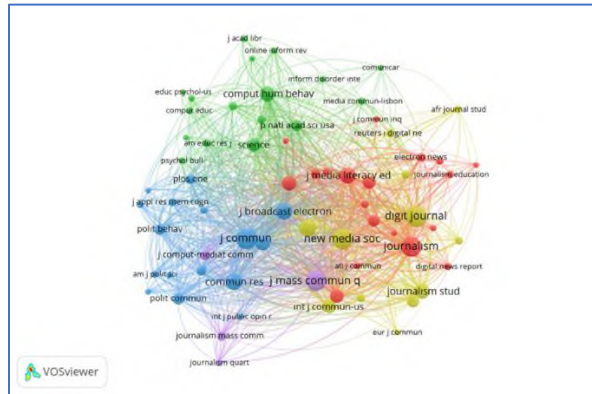 j acad libr
online inform rev
comunicar
inform disorder inte
educ psychol-us
comput hum behav
media commun-lisbon
comput educ
afr journal stud
p natl acad sci usa
j commun inq
reuters i digital ne
am educ res j
science
electron news
psychol bull
j media literacy ed
journalism education
plos one
j appl res mem cogn
j broadcast electron
digit journal
polit behav
j commun
new media soc
journalism
j comput-mediat comm
atl j commun
digital news report
am j polit sci
commun res
j mass commun q
journalism stud
polit commun
int j commun-us
int j public opin r
journalism mass comm
eur j commun
journalism quart
VOSviewer